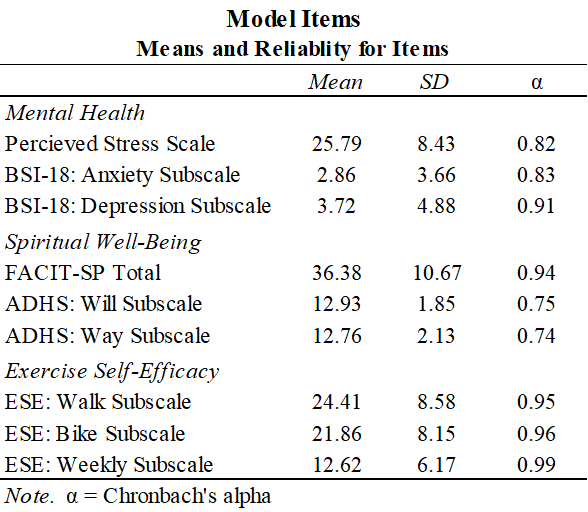 Model Items
Means and Reliablity for Items
Mean SD α
Mental Health
Percieved Stress Scale 25.79 8.43 0.82
BSI-18: Anxiety Subscale 2.86 3.66 0.83
BSI-18: Depression Subscale 3.72 4.88 0.91
Spiritual Well-Being
FACIT-SP Total 36.38 10.67 0.94
ADHS: Will Subscale 12.93 1.85 0.75
ADHS: Way Subscale 12.76 2.13 0.74
Exercise Self-Efficacy
ESE: Walk Subscale 24.41 8.58 0.95
ESE: Bike Subscale 21.86 8.15 0.96
ESE: Weekly Subscale 12.62 6.17 0.99
Note. α = Chronbach's alpha